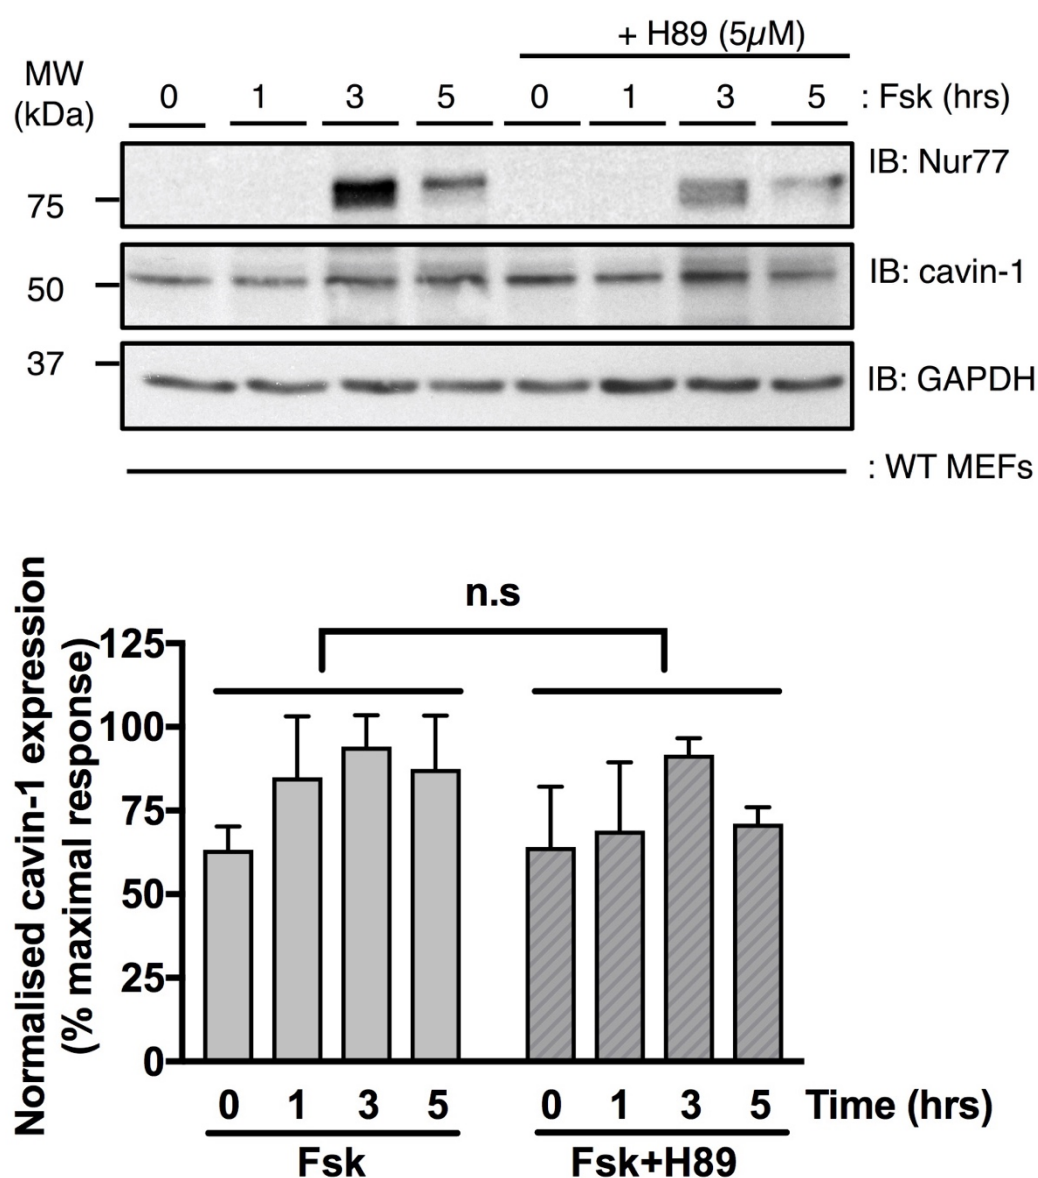 + H89 (5µM)
MW
(kDa)
0 1 3 5 0 1 3 5 : Fsk (hrs)
IB: Nur77
75
IB: cavin-1
50
37
IB: GAPDH
: WT MEFs
n.s
Normalised cavin-1 expression
(% maximal response)
125
100
75
50
25
0
0 1 3 5 0 1 3 5 Time (hrs)
Fsk Fsk+H89